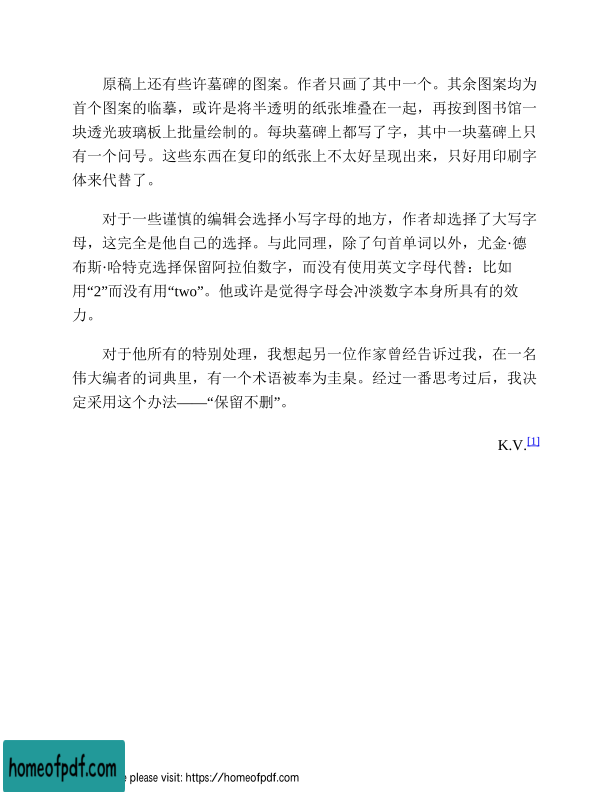 原稿上还有些许墓碑的图案。作者只画了其中一个。其余图案均为
首个图案的临摹，或许是将半透明的纸张堆叠在一起，再按到图书馆一
块透光玻璃板上批量绘制的。每块墓碑上都写了字，其中一块墓碑上只
有一个问号。这些东西在复印的纸张上不太好呈现出来，只好用印刷字
体来代替了。
对于一些谨慎的编辑会选择小写字母的地方，作者却选择了大写字
母，这完全是他自己的选择。与此同理，除了句首单词以外，尤金·德
布斯·哈特克选择保留阿拉伯数字，而没有使用英文字母代替：比如
用“2”而没有用“two”。他或许是觉得字母会冲淡数字本身所具有的效
力。
对于他所有的特别处理，我想起另一位作家曾经告诉过我，在一名
伟大编者的词典里，有一个术语被奉为圭臬。经过一番思考过后，我决
定采用这个办法——“保留不删”。
K.V.[1]
homeofpdf.com
e please visit: https://homeofpdf.com